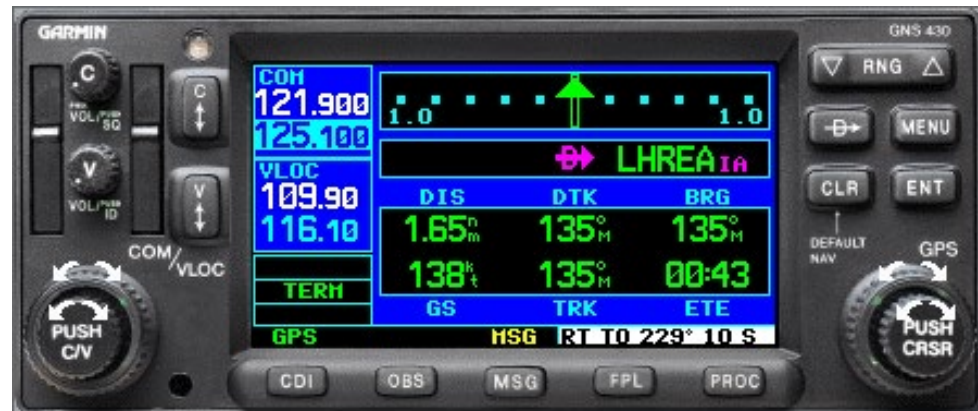 GARMIN
GNS 430
C
PUSH
VOL/SQ
V
VOL/PUSH ID
C
V
COM/VLOC
COM
121.900
125.100
VLOC
109.90
116.10
TERM
GPS
1.0 1.0
LHREA IA
DIS DTK BRG
1.65nm 135°M 135°M
138kt 135°M 00:43
GS TRK ETE
MSG RT TO 229° 10 S
RNG
D
MENU
CLR
ENT
DEFAULT NAV
GPS
PUSH C/V
PUSH CRSR
CDI OBS MSG FPL PROC